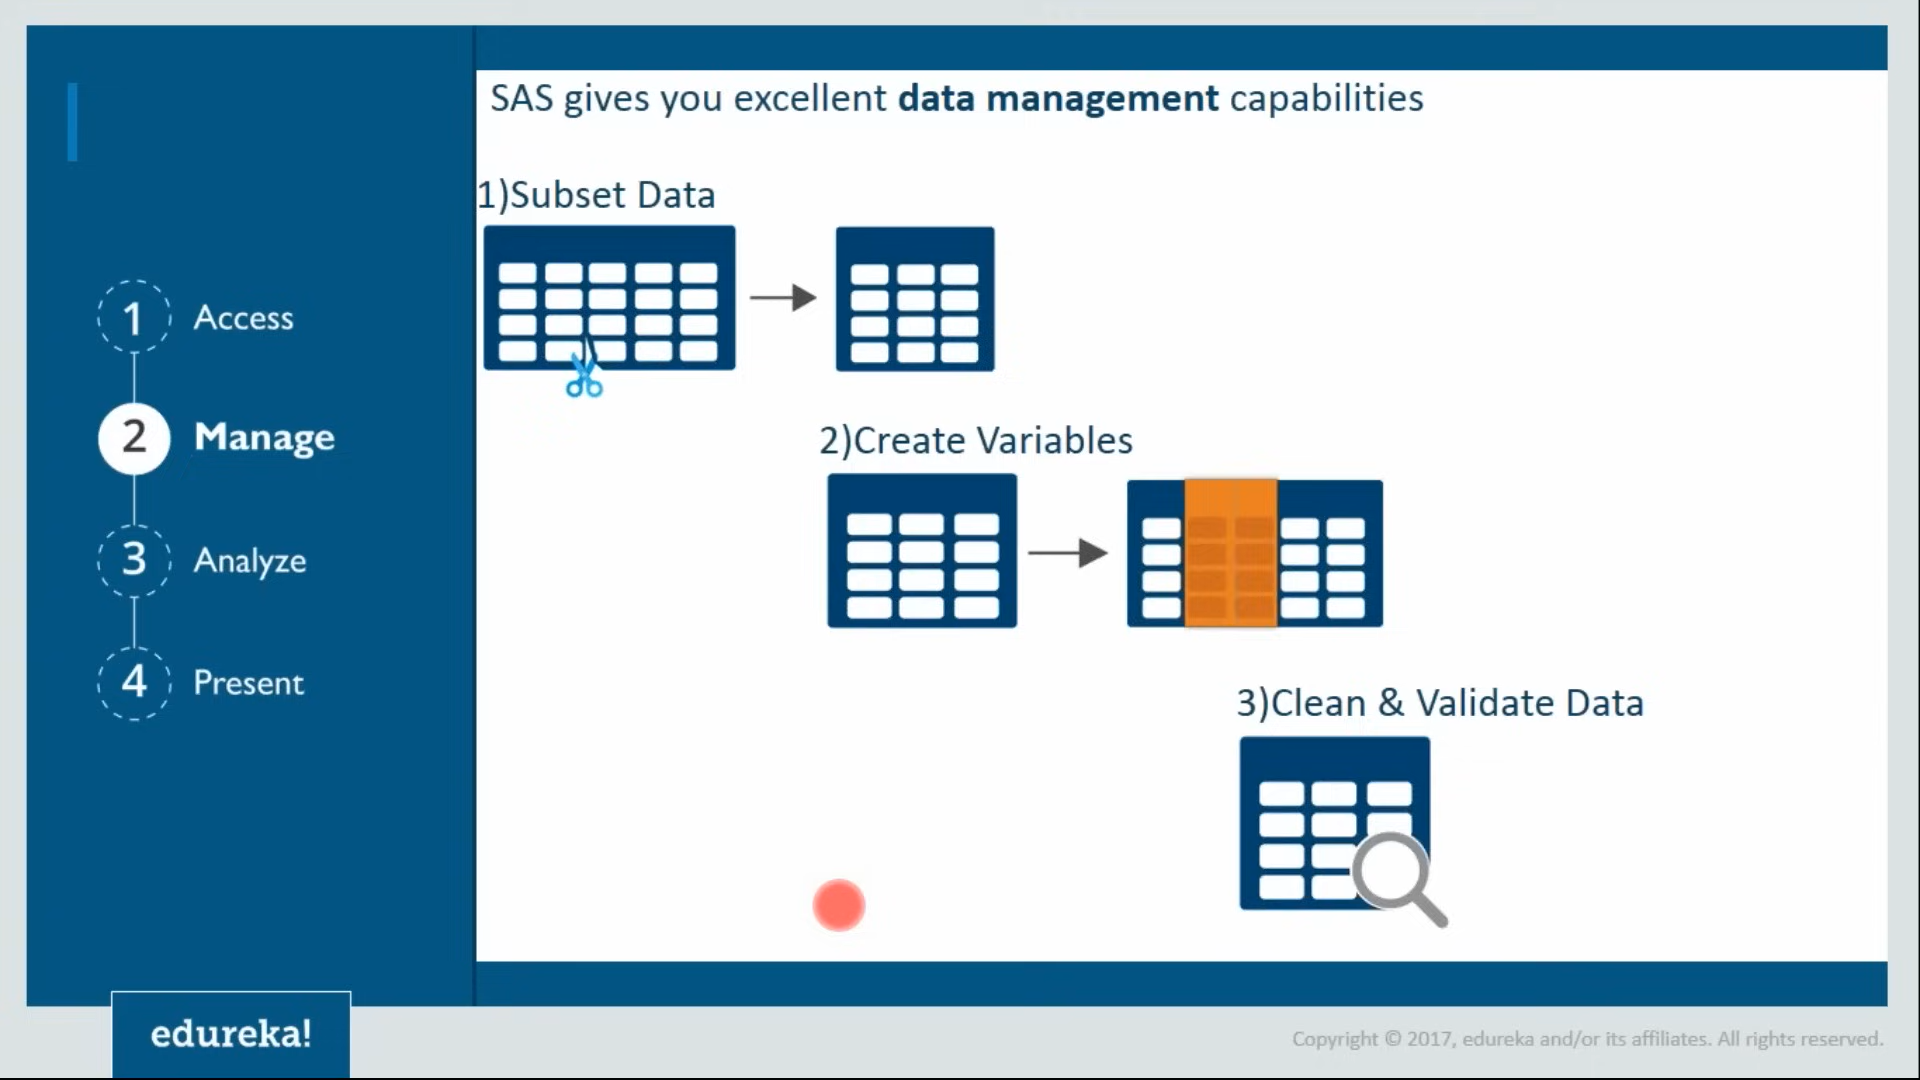 SAS gives you excellent data management capabilities
1)Subset Data
2)Create Variables
3)Clean & Validate Data
1 Access
2 Manage
3 Analyze
4 Present
edureka!
Copyright © 2017, edureka and/or its affiliates. All rights reserved.